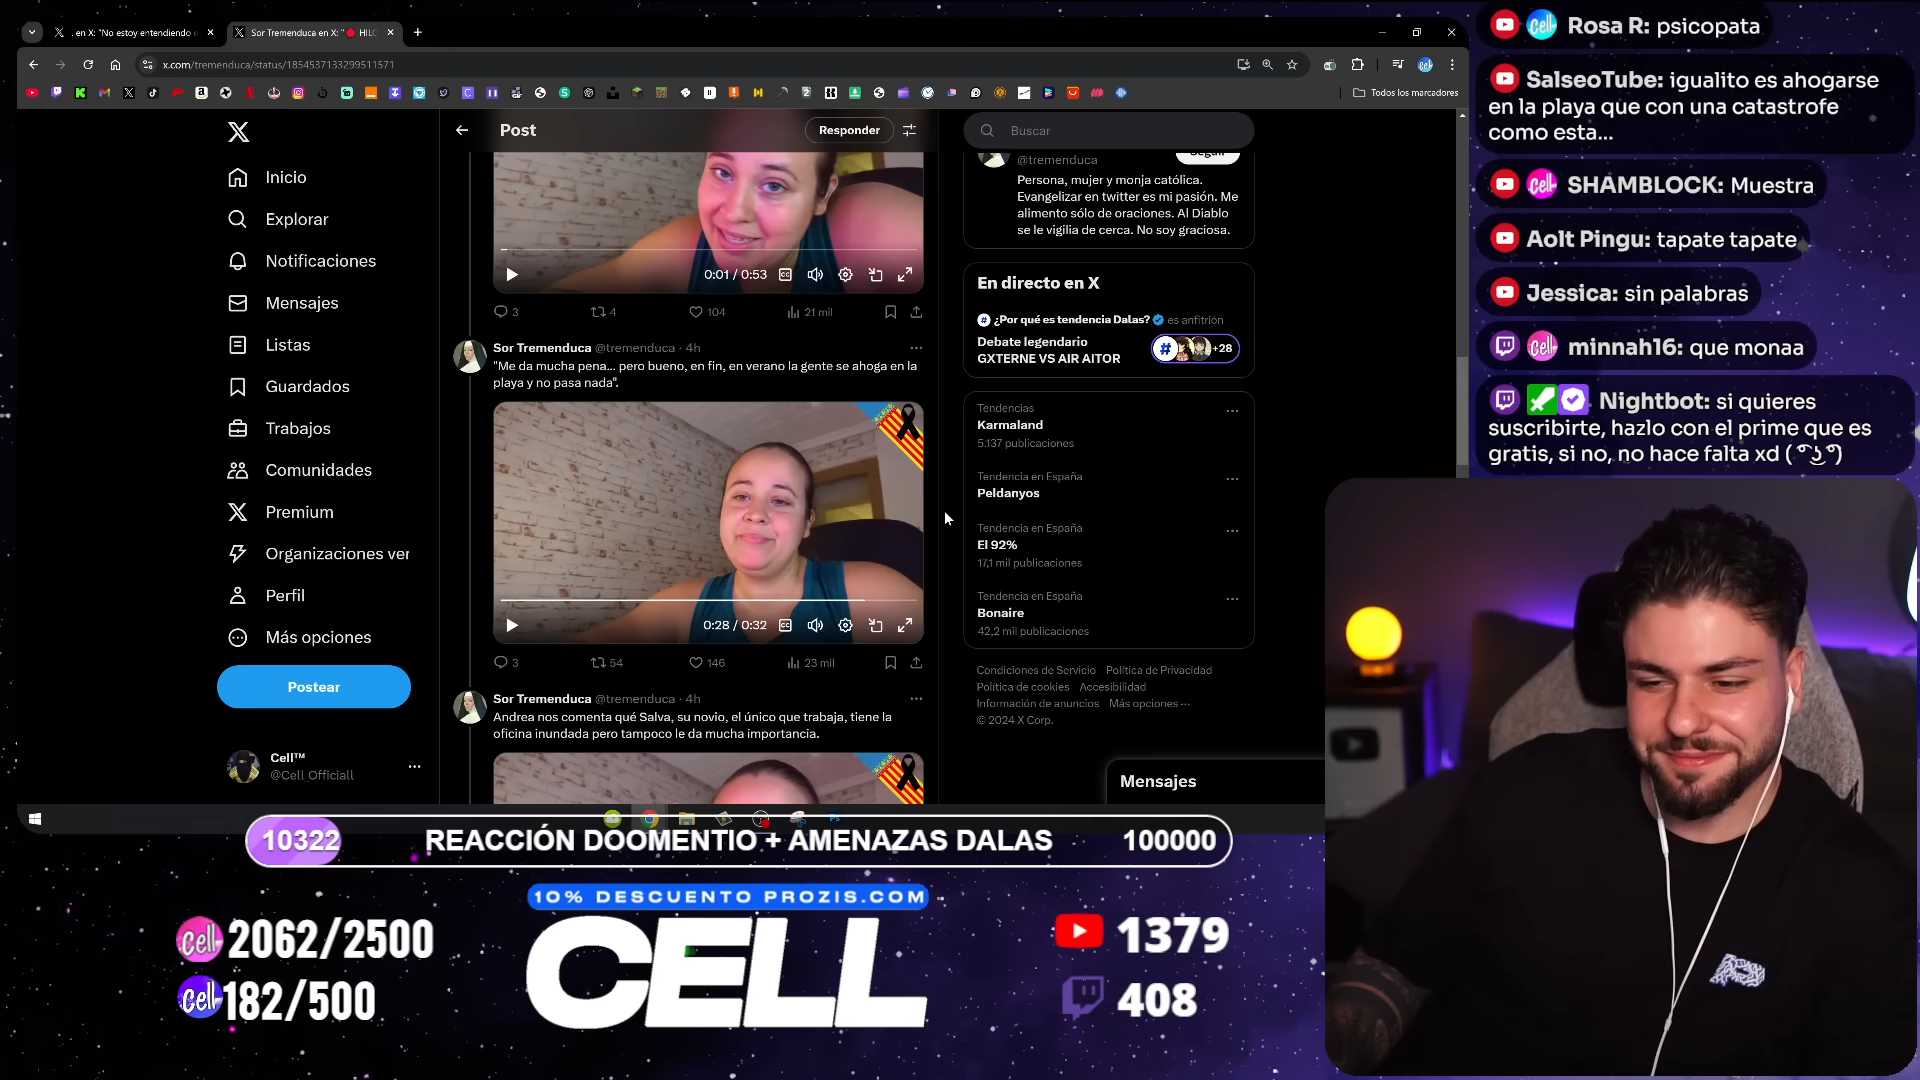 . en X: "No estoy entendiendo e
Sor Tremenduca en X: "🔴 HILO
x.com/tremenduca/status/1854537133299511571
Todos los marcadores
Inicio
Explorar
Notificaciones
Mensajes
Listas
Guardados
Trabajos
Comunidades
Premium
Organizaciones ver
Perfil
Más opciones
Postear
Cell™
@Cell_Officiall
Post
Responder
0:01 / 0:53
3
4
104
21 mil
Sor Tremenduca @tremenduca · 4h
"Me da mucha pena... pero bueno, en fin, en verano la gente se ahoga en la
playa y no pasa nada".
0:28 / 0:32
3
54
146
23 mil
Sor Tremenduca @tremenduca · 4h
Andrea nos comenta qué Salva, su novio, el único que trabaja, tiene la
oficina inundada pero tampoco le da mucha importancia.
Buscar
@tremenduca
Seguir
Persona, mujer y monja católica.
Evangelizar en twitter es mi pasión. Me
alimento sólo de oraciones. Al Diablo
se le vigilia de cerca. No soy graciosa.
En directo en X
¿Por qué es tendencia Dalas? es anfitrión
Debate legendario
GXTERNE VS AIR AITOR
+28
Tendencias
Karmaland
5.137 publicaciones
Tendencia en España
Peldanyos
Tendencia en España
El 92%
17,1 mil publicaciones
Tendencia en España
Bonaire
42,2 mil publicaciones
Condiciones de Servicio Política de Privacidad
Política de cookies Accesibilidad
Información de anuncios Más opciones ···
© 2024 X Corp.
Mensajes
Rosa R: psicopata
SalseoTube: igualito es ahogarse
en la playa que con una catastrofe
como esta...
SHAMBLOCK: Muestra
Aolt Pingu: tapate tapate
Jessica: sin palabras
minnah16: que monaa
Nightbot: si quieres
suscribirte, hazlo con el prime que es
gratis, si no, no hace falta xd ( ͡° ͜ʖ ͡°)
10322
REACCIÓN DOOMENTIO + AMENAZAS DALAS
100000
10% DESCUENTO PROZIS.COM
CELL
cell 2062/2500
cell 182/500
1379
408